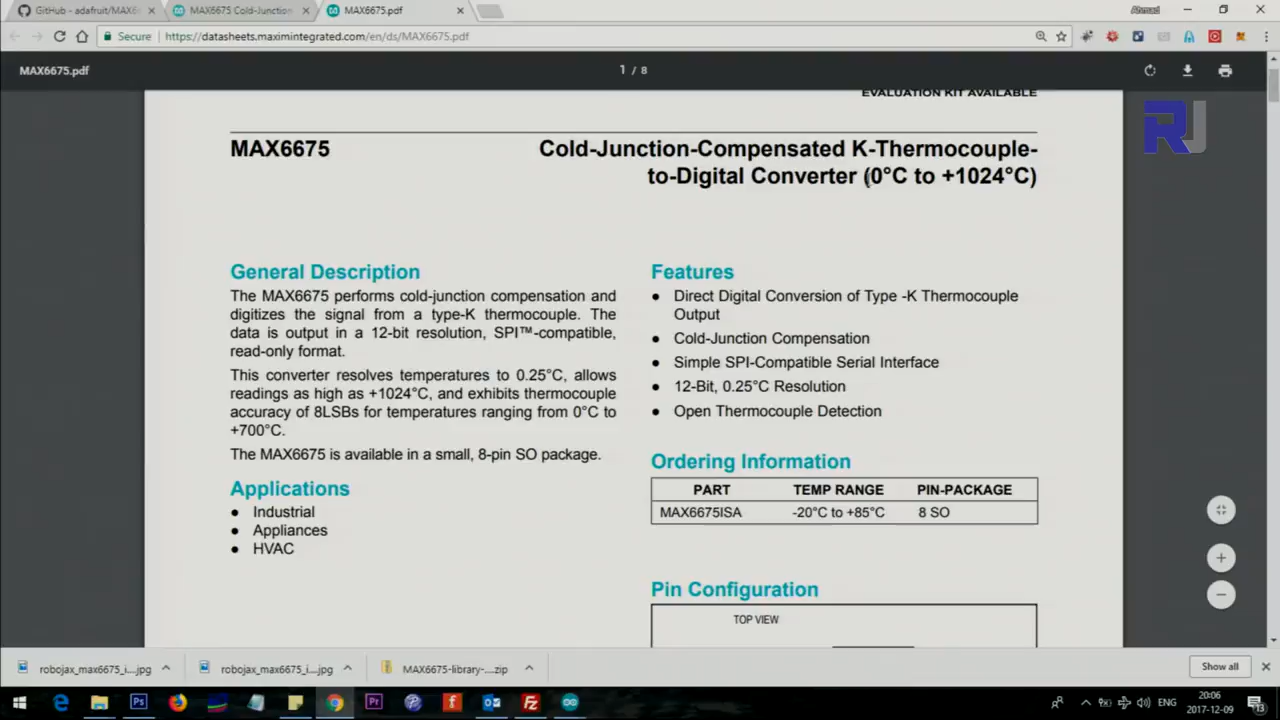 GitHub - adafruit/MAX6
MAX6675 Cold-Junction
MAX6675.pdf
Ahmad
Secure
https://datasheets.maximintegrated.com/en/ds/MAX6675.pdf
MAX6675.pdf
1 / 8
EVALUATION KIT AVAILABLE
RJ
MAX6675
Cold-Junction-Compensated K-Thermocouple-
to-Digital Converter (0°C to +1024°C)
General Description
The MAX6675 performs cold-junction compensation and
digitizes the signal from a type-K thermocouple. The
data is output in a 12-bit resolution, SPI™-compatible,
read-only format.
This converter resolves temperatures to 0.25°C, allows
readings as high as +1024°C, and exhibits thermocouple
accuracy of 8LSBs for temperatures ranging from 0°C to
+700°C.
The MAX6675 is available in a small, 8-pin SO package.
Applications
● Industrial
● Appliances
● HVAC
Features
● Direct Digital Conversion of Type -K Thermocouple
Output
● Cold-Junction Compensation
● Simple SPI-Compatible Serial Interface
● 12-Bit, 0.25°C Resolution
● Open Thermocouple Detection
Ordering Information
PART TEMP RANGE PIN-PACKAGE
MAX6675ISA -20°C to +85°C 8 SO
Pin Configuration
TOP VIEW
robojax_max6675_i....jpg
robojax_max6675_i....jpg
MAX6675-library-....zip
Show all
ENG
20:06
2017-12-09